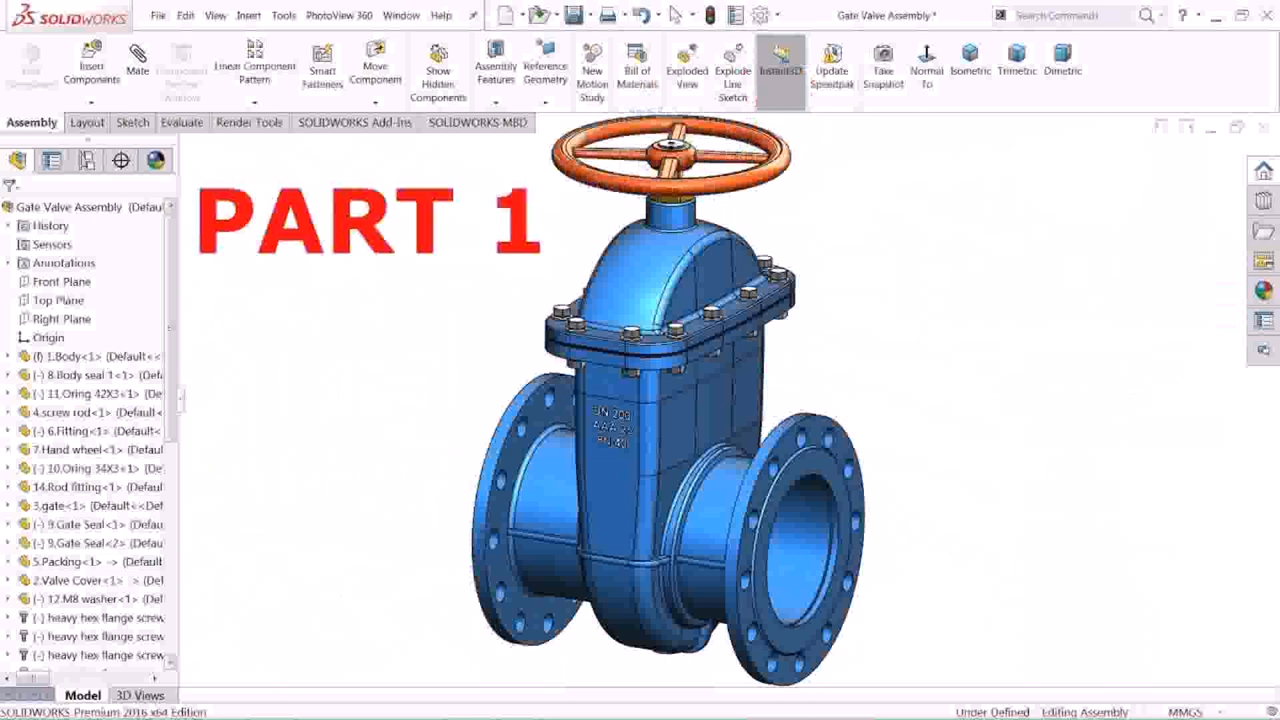 SOLIDWORKS
File Edit View Insert Tools PhotoView 360 Window Help
Gate Valve Assembly *
Search Commands
Insert Components
Mate
Linear Component Pattern
Smart Fasteners
Move Component
Show Hidden Components
Assembly Features
Reference Geometry
New Motion Study
Bill of Materials
Exploded View
Explode Line Sketch
Instant3D
Update Speedpak
Take Snapshot
Normal To
Isometric
Trimetric
Dimetric
Assembly Layout Sketch Evaluate Render Tools SOLIDWORKS Add-Ins SOLIDWORKS MBD
PART 1
Gate Valve Assembly (Defau
History
Sensors
Annotations
Front Plane
Top Plane
Right Plane
Origin
(f) 1.Body<1> (Default<<
(-) 8.Body seal 1<1> (Defa
(-) 11.Oring 42X3<1> (De
4.screw rod<1> (Default<
(-) 6.Fitting<1> (Default<
7.Hand wheel<1> (Defaul
(-) 10.Oring 34X3<1> (De
14.Rod fitting<1> (Defaul
3.gate<1> (Default<<Def
(-) 9.Gate Seal<1> (Defau
(-) 9.Gate Seal<2> (Defau
5.Packing<1> -> (Default
2.Valve Cover<1> -> (Def
(-) 12.M8 washer<1> (Def
(-) heavy hex flange screw
(-) heavy hex flange screw
(-) heavy hex flange screw
Model 3D Views
SOLIDWORKS Premium 2016 x64 Edition
Under Defined Editing Assembly MMGS